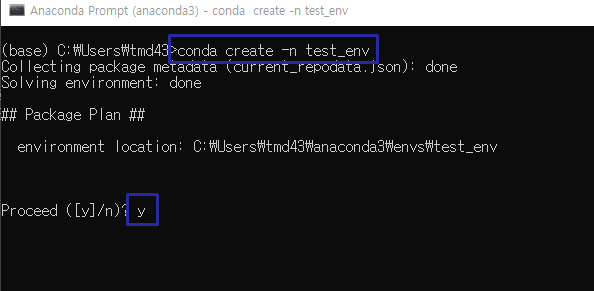 Anaconda Prompt (anaconda3) - conda  create -n test_env
(base) C:₩Users₩tmd43>conda create -n test_env
Collecting package metadata (current_repodata.json): done
Solving environment: done
## Package Plan ##
environment location: C:₩Users₩tmd43₩anaconda3₩envs₩test_env
Proceed ([y]/n)? y